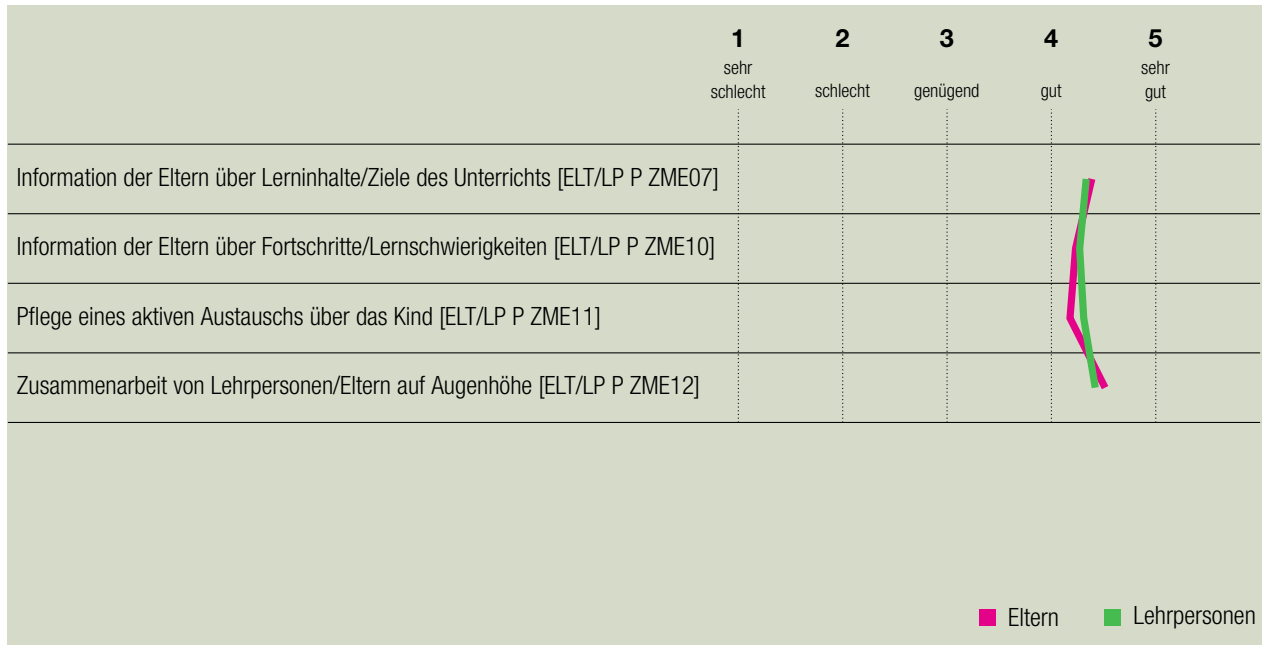 1 2 3 4 5
sehr schlecht schlecht genügend gut sehr gut
Information der Eltern über Lerninhalte/Ziele des Unterrichts [ELT/LP P ZME07]
Information der Eltern über Fortschritte/Lernschwierigkeiten [ELT/LP P ZME10]
Pflege eines aktiven Austauschs über das Kind [ELT/LP P ZME11]
Zusammenarbeit von Lehrpersonen/Eltern auf Augenhöhe [ELT/LP P ZME12]
Eltern Lehrpersonen